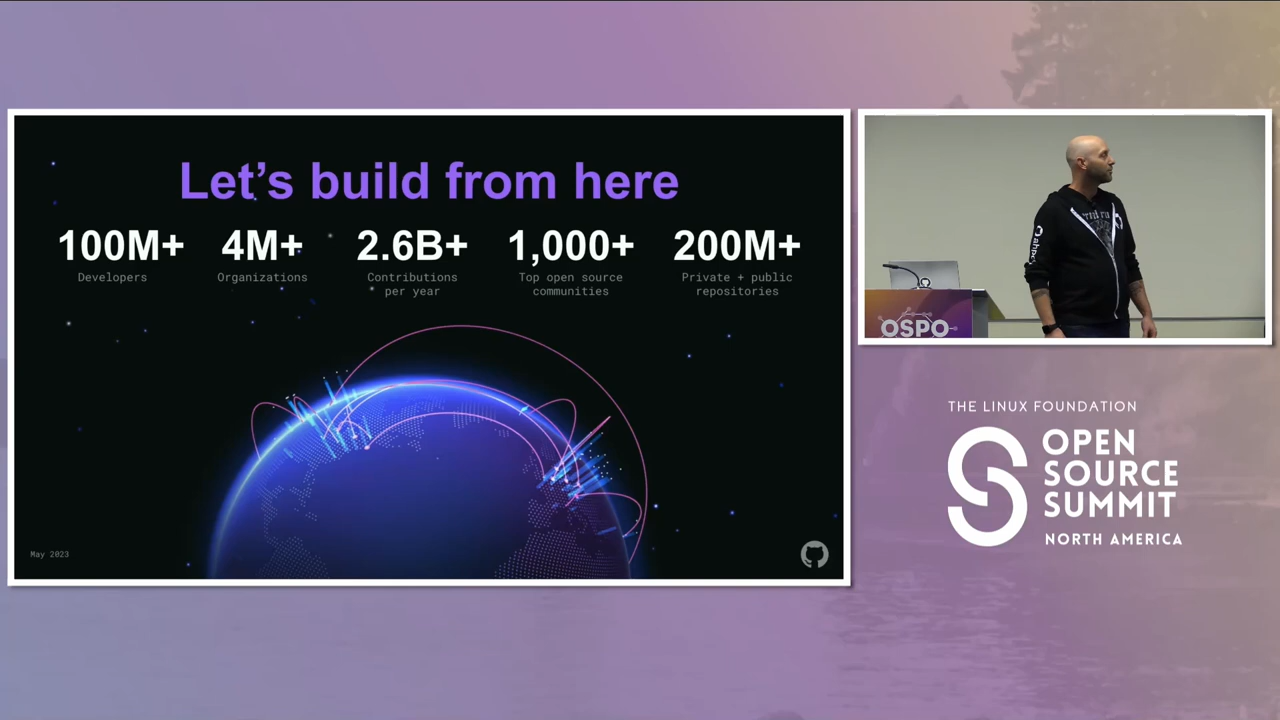 Let's build from here
100M+
Developers
4M+
Organizations
2.6B+
Contributions
per year
1,000+
Top open source
communities
200M+
Private + public
repositories
May 2023
OSPO
THE LINUX FOUNDATION
OPEN
SOURCE
SUMMIT
NORTH AMERICA